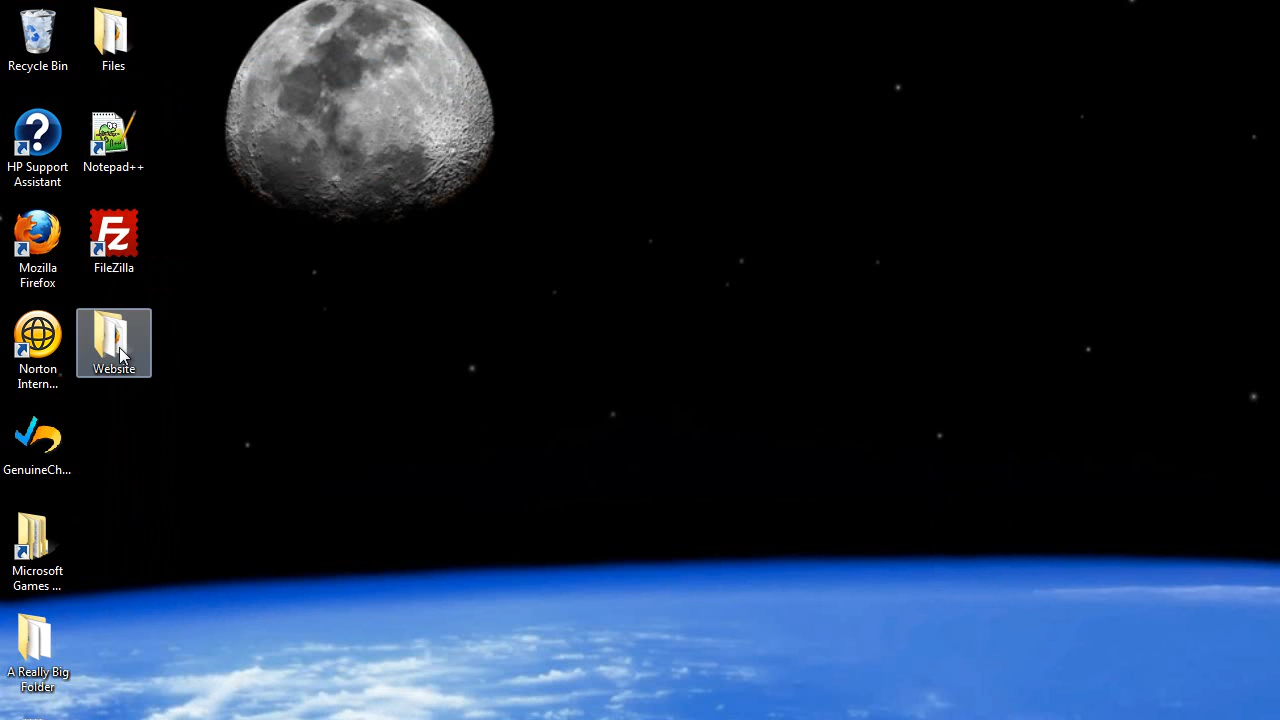 Recycle Bin
Files
HP Support
Assistant
Notepad++
Mozilla
Firefox
FileZilla
Norton
Intern...
Website
GenuineCh...
Microsoft
Games ...
A Really Big
Folder